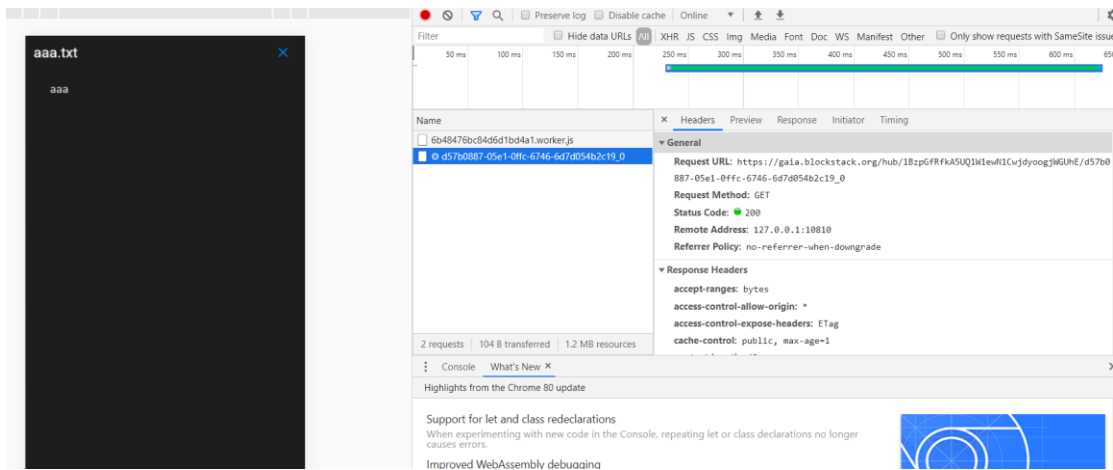 aaa.txt
aaa
Preserve log Disable cache Online
Filter Hide data URLs All XHR JS CSS Img Media Font Doc WS Manifest Other Only show requests with SameSite issue
50 ms 100 ms 150 ms 200 ms 250 ms 300 ms 350 ms 400 ms 450 ms 500 ms 550 ms 600 ms
Name
6b48476bc84d6d1bd4a1.worker.js
d57b0887-05e1-0ffc-6746-6d7d054b2c19_0
2 requests 104 B transferred 1.2 MB resources
× Headers Preview Response Initiator Timing
General
Request URL: https://gaia.blockstack.org/hub/1BzpGfRfkA5UQ1W1ewN1CwjdyoogjWGUhE/d57b0
887-05e1-0ffc-6746-6d7d054b2c19_0
Request Method: GET
Status Code: 200
Remote Address: 127.0.0.1:10810
Referrer Policy: no-referrer-when-downgrade
Response Headers
accept-ranges: bytes
access-control-allow-origin: *
access-control-expose-headers: ETag
cache-control: public, max-age=1
Console What's New ×
Highlights from the Chrome 80 update
Support for let and class redeclarations
When experimenting with new code in the Console, repeating let or class declarations no longer
causes errors.
Improved WebAssembly debugging